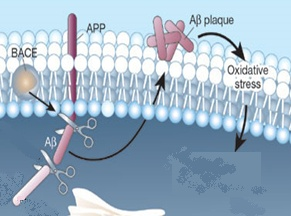 APP
Aβ plaque
BACE
Oxidative
stress
Aβ